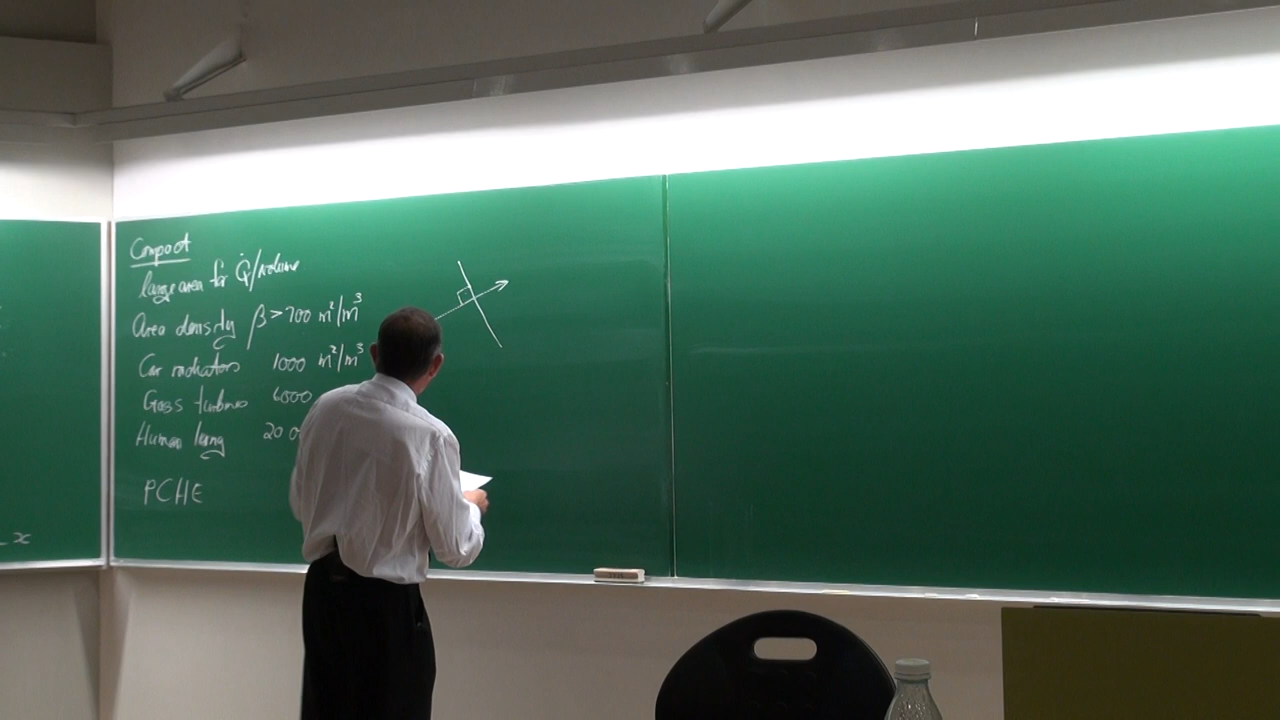 Compact
large area for Q̇/volume
Area density β > 700 m²/m³
Car radiators 1000 m²/m³
Gass turbines 6000
Human lung 20 0
PCHE
x